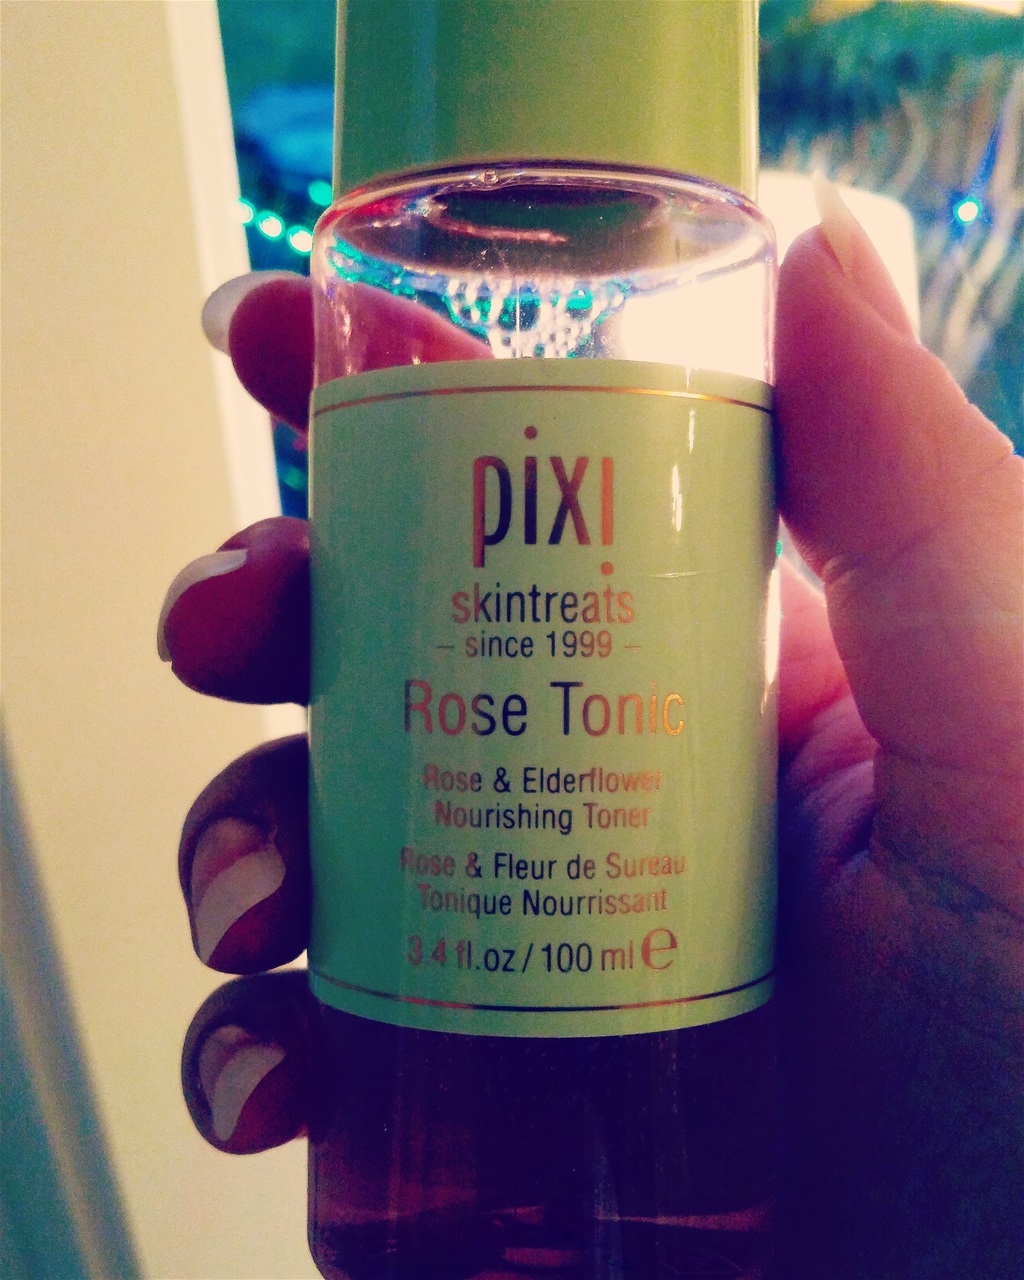 pixi
skintreats
– since 1999 –
Rose Tonic
Rose & Elderflower
Nourishing Toner
Rose & Fleur de Sureau
Tonique Nourrissant
3.4 fl.oz / 100 ml e